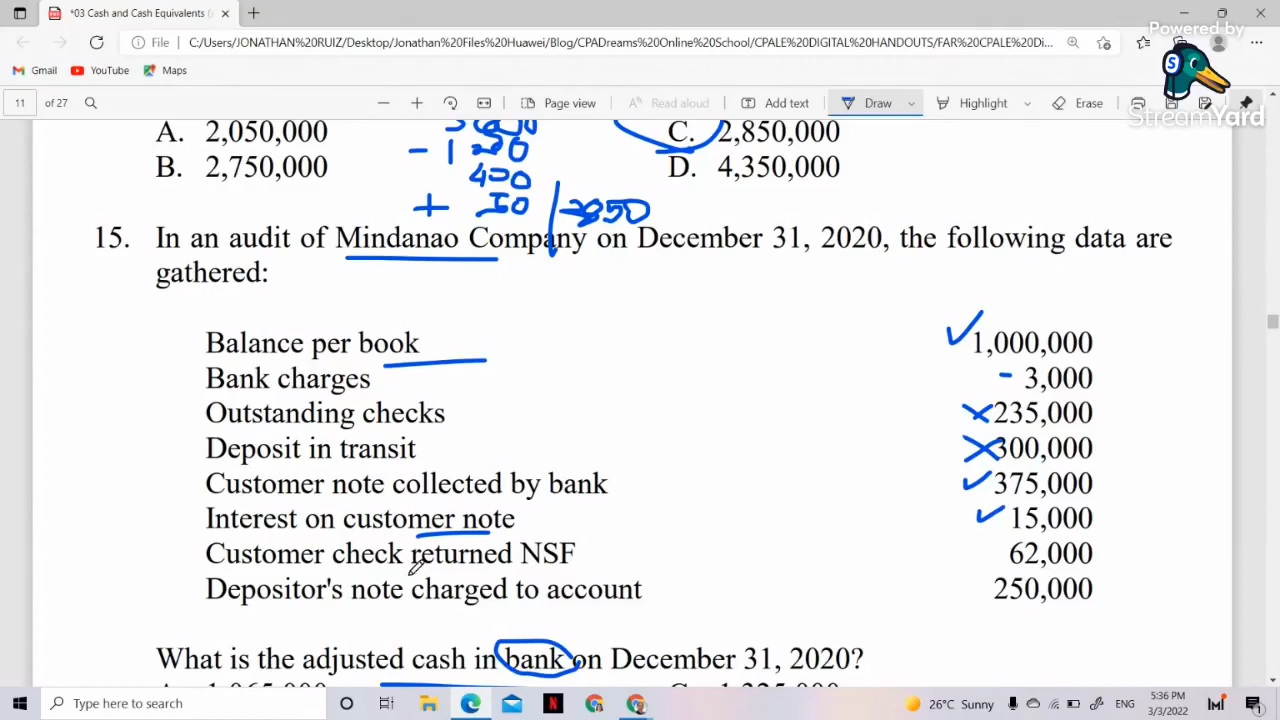 *03 Cash and Cash Equivalents (
Powered by
StreamYard
File C:/Users/JONATHAN%20RUIZ/Desktop/Jonathan%20File/Huawei/Blog/CPADreams%20Online%20School/CPALE%20DIGITAL%20HANDOUTS/FAR%20CPALE%20Di...
Gmail YouTube Maps
11 of 27 Page view Read aloud Add text Draw Highlight Erase
A. 2,050,000 C. 2,850,000
B. 2,750,000 D. 4,350,000
15. In an audit of Mindanao Company on December 31, 2020, the following data are
gathered:
Balance per book 1,000,000
Bank charges - 3,000
Outstanding checks 235,000
Deposit in transit 300,000
Customer note collected by bank 375,000
Interest on customer note 15,000
Customer check returned NSF 62,000
Depositor's note charged to account 250,000
What is the adjusted cash in bank on December 31, 2020?
Type here to search 26°C Sunny ENG 5:36 PM
3/3/2022